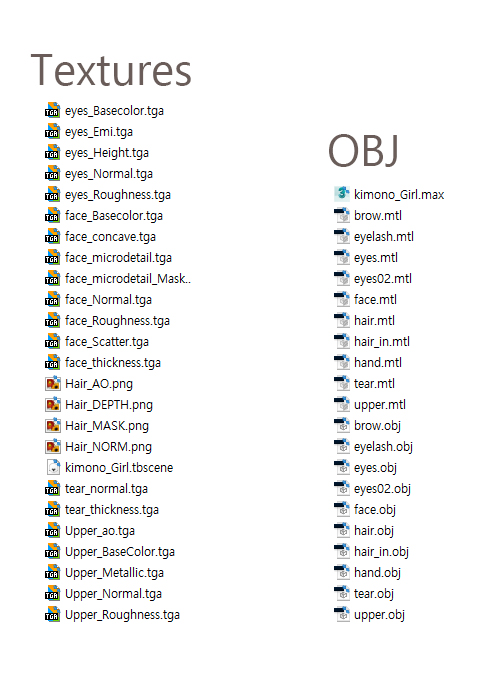 Textures
eyes_Basecolor.tga
eyes_Emi.tga
eyes_Height.tga
eyes_Normal.tga
eyes_Roughness.tga
face_Basecolor.tga
face_concave.tga
face_microdetail.tga
face_microdetail_Mask..
face_Normal.tga
face_Roughness.tga
face_Scatter.tga
face_thickness.tga
Hair_AO.png
Hair_DEPTH.png
Hair_MASK.png
Hair_NORM.png
kimono_Girl.tbscene
tear_normal.tga
tear_thickness.tga
Upper_ao.tga
Upper_BaseColor.tga
Upper_Metallic.tga
Upper_Normal.tga
Upper_Roughness.tga
OBJ
kimono_Girl.max
brow.mtl
eyelash.mtl
eyes.mtl
eyes02.mtl
face.mtl
hair.mtl
hair_in.mtl
hand.mtl
tear.mtl
upper.mtl
brow.obj
eyelash.obj
eyes.obj
eyes02.obj
face.obj
hair.obj
hair_in.obj
hand.obj
tear.obj
upper.obj